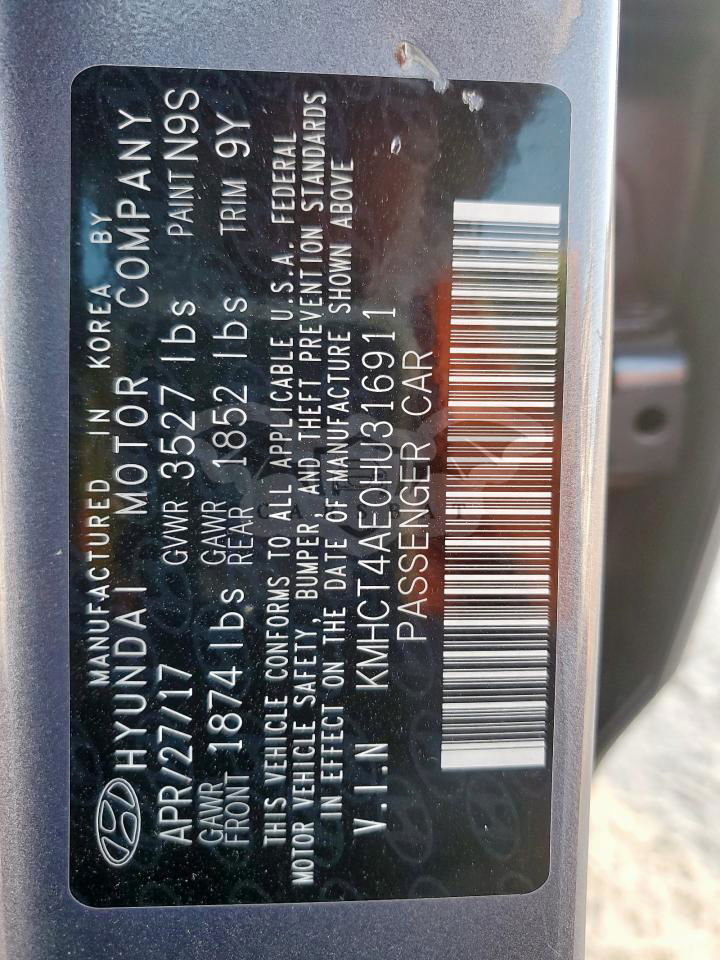 MANUFACTURED IN KOREA BY
HYUNDAI MOTOR COMPANY
APR/27/17 GVWR 3527 lbs PAINT N9S
GAWR FRONT 1874 lbs GAWR REAR 1852 lbs TRIM 9Y
THIS VEHICLE CONFORMS TO ALL APPLICABLE U.S.A. FEDERAL
MOTOR VEHICLE SAFETY, BUMPER, AND THEFT PREVENTION STANDARDS
IN EFFECT ON THE DATE OF MANUFACTURE SHOWN ABOVE
V.I.N KMHCT4AE0HU316911
PASSENGER CAR